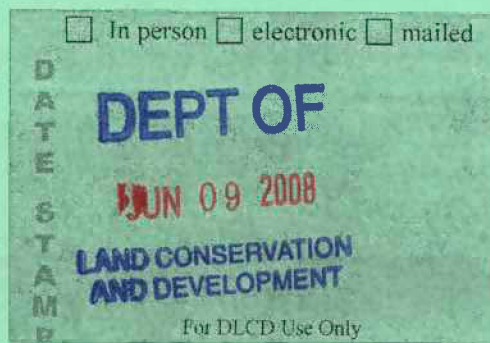 ☐ In person ☐ electronic ☐ mailed
DATE STAMP
DEPT OF
JUN 09 2008
LAND CONSERVATION
AND DEVELOPMENT
For DLCD Use Only